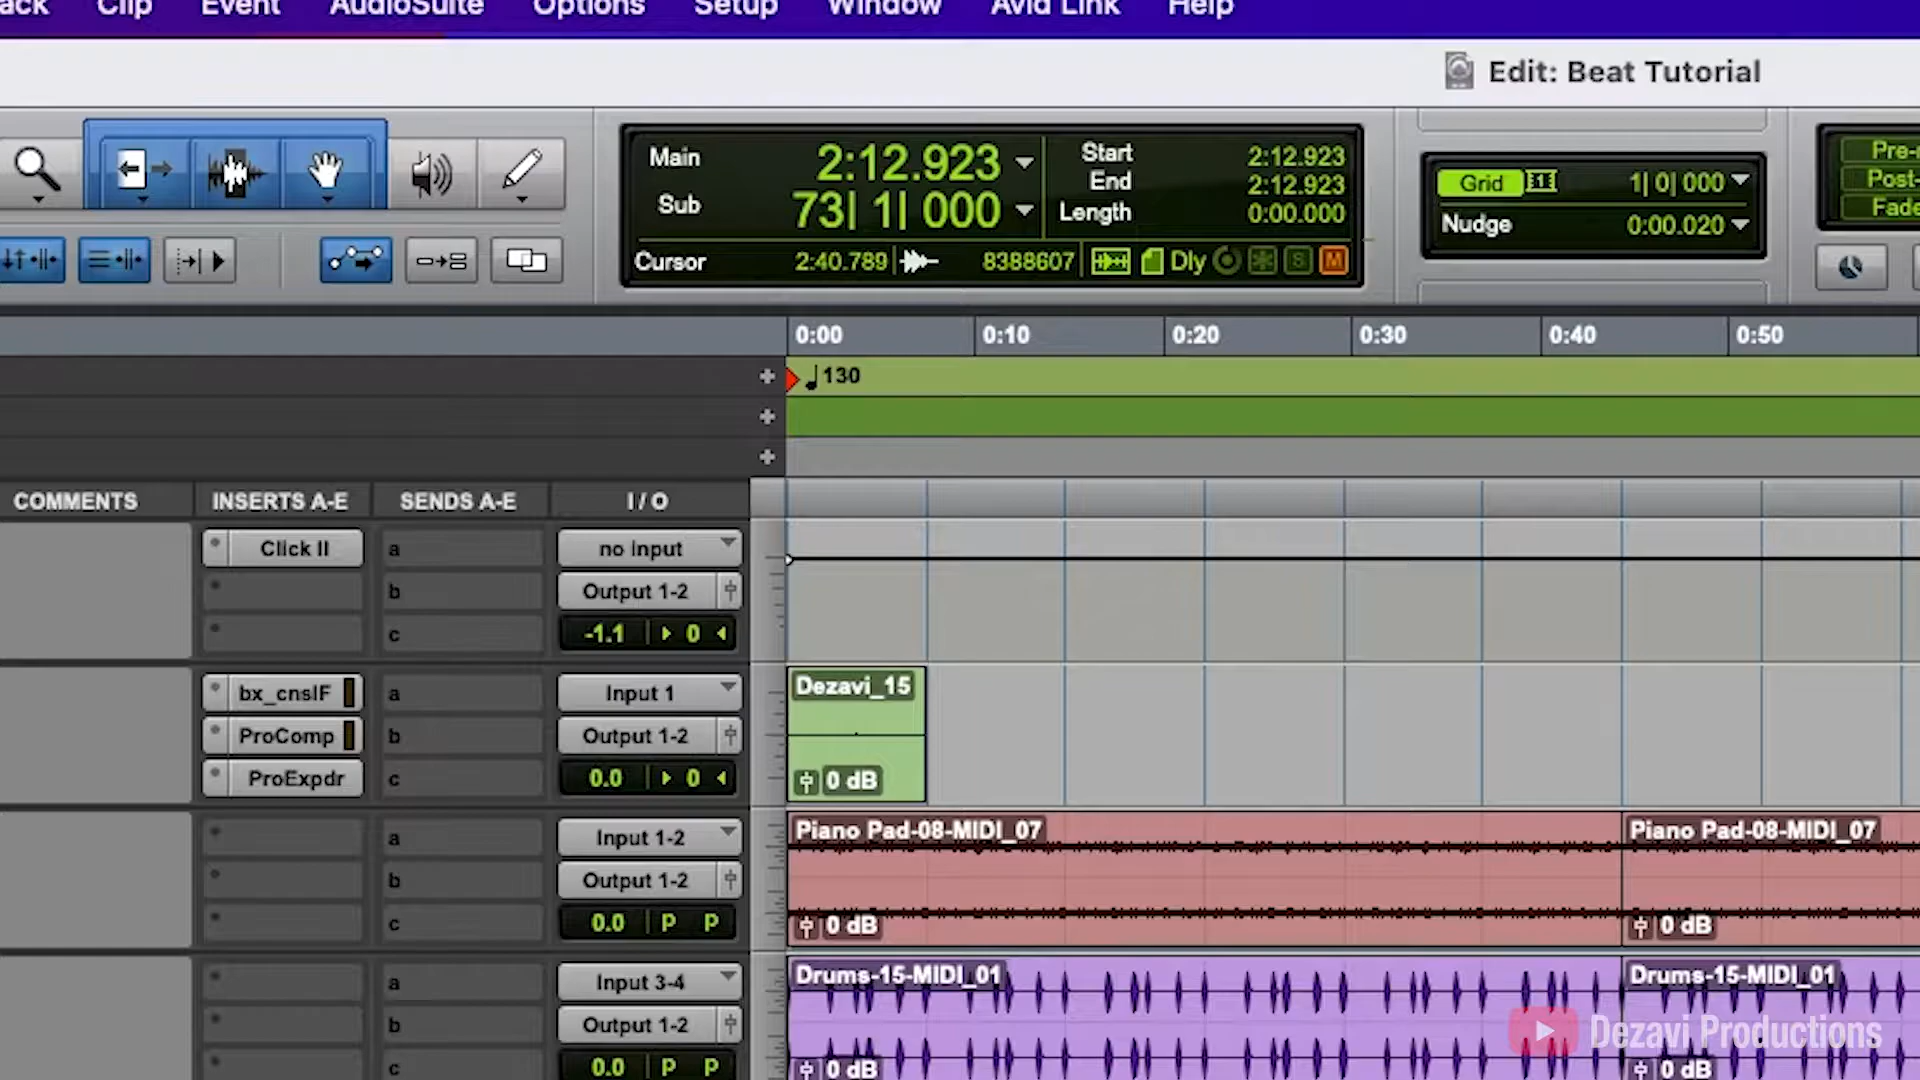 ack Clip Event AudioSuite Options Setup Window Avid Link Help
Edit: Beat Tutorial
Main 2:12.923
Sub 73| 1| 000
Start 2:12.923
End 2:12.923
Length 0:00.000
Cursor 2:40.789 8388607 Dly S M
Grid 1| 0| 000
Nudge 0:00.020
Pre-
Post-
Fade
0:00 0:10 0:20 0:30 0:40 0:50
130
COMMENTS INSERTS A-E SENDS A-E I / O
Click II a no input
b Output 1-2
c -1.1 0
bx_cnslF a Input 1
ProComp b Output 1-2
ProExpdr c 0.0 0
Dezavi_15
0 dB
a Input 1-2
b Output 1-2
c 0.0 P P
Piano Pad-08-MIDI_07 Piano Pad-08-MIDI_07
0 dB 0 dB
a Input 3-4
b Output 1-2
c 0.0 P P
Drums-15-MIDI_01 Drums-15-MIDI_01
0 dB 0 dB
Dezavi Productions